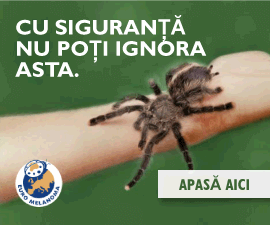 CU SIGURANȚĂ
NU POȚI IGNORA
ASTA.
EURO MELANOMA
APASĂ AICI